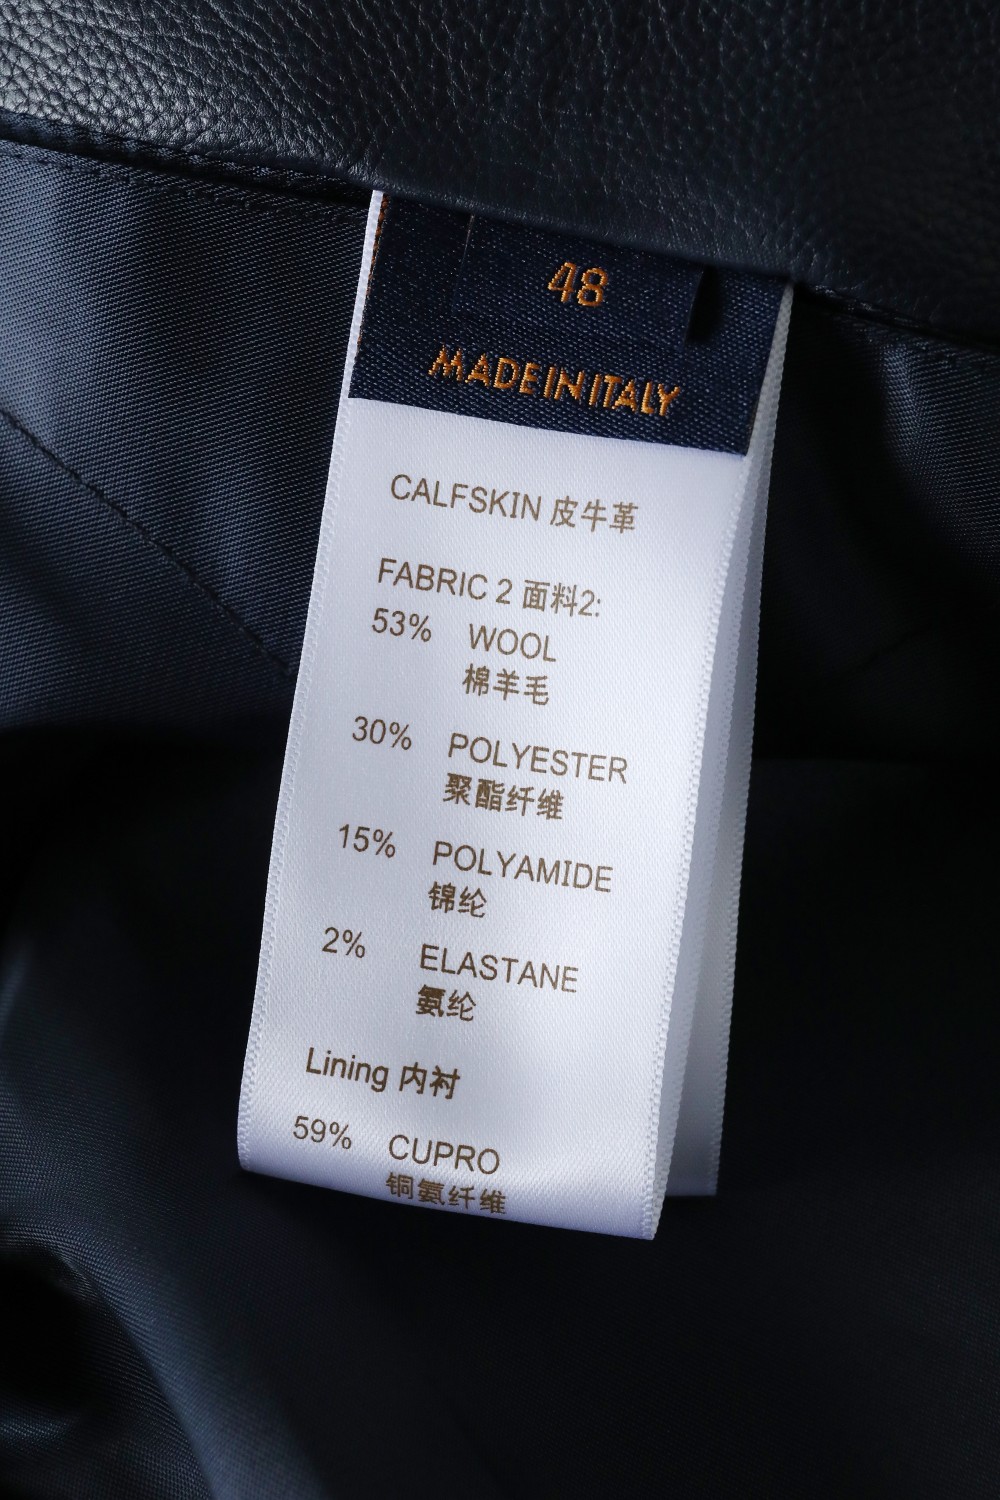 48
MADE IN ITALY
CALFSKIN 皮牛革
FABRIC 2 面料2:
53% WOOL
棉羊毛
30% POLYESTER
聚酯纤维
15% POLYAMIDE
锦纶
2% ELASTANE
氨纶
Lining 内衬
59% CUPRO
铜氨纤维